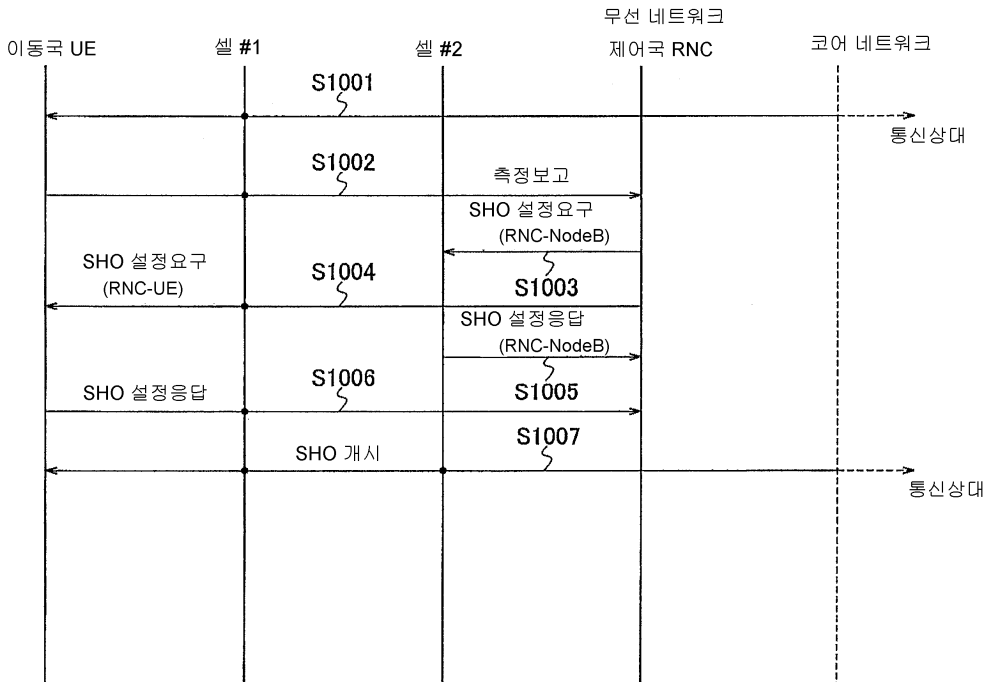 무선 네트워크
이동국 UE
셀 #1
셀 #2
제어국 RNC
코어 네트워크
S1001
통신상대
S1002
측정보고
SHO 설정요구
(RNC-NodeB)
SHO 설정요구
(RNC-UE)
S1004
S1003
SHO 설정응답
(RNC-NodeB)
S1006
SHO 설정응답
S1005
S1007
SHO 개시
통신상대